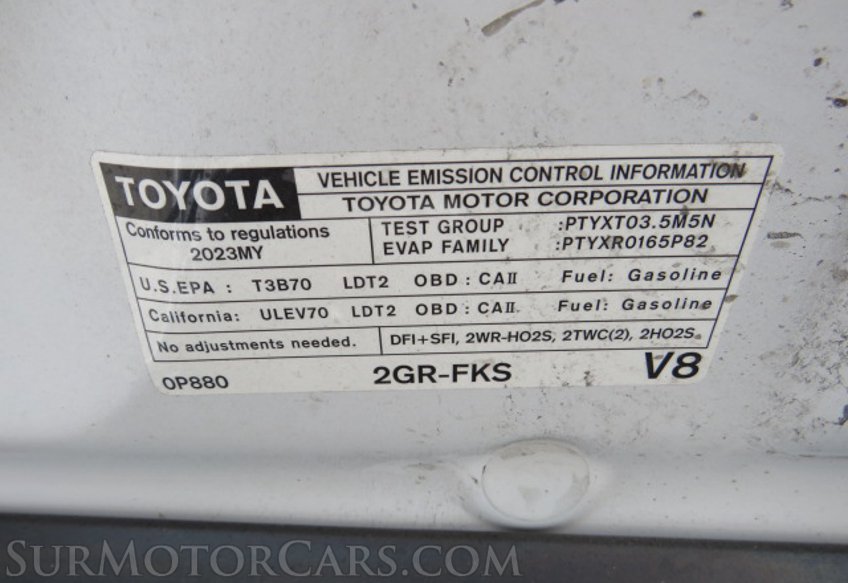 TOYOTA
VEHICLE EMISSION CONTROL INFORMATION
TOYOTA MOTOR CORPORATION
Conforms to regulations
2023MY
TEST GROUP :PTYXT03.5M5N
EVAP FAMILY :PTYXR0165P82
U.S.EPA : T3B70 LDT2 OBD : CAII Fuel: Gasoline
California: ULEV70 LDT2 OBD : CAII Fuel: Gasoline
No adjustments needed.
DFI+SFI, 2WR-HO2S, 2TWC(2), 2HO2S
0P880 2GR-FKS V8
SURMOTORCARS.COM